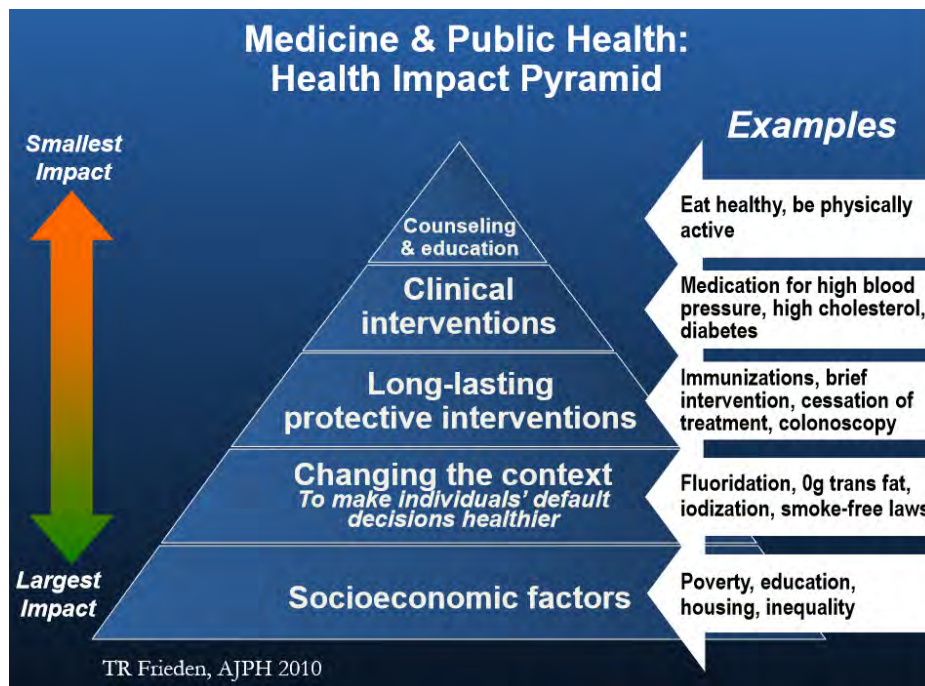 Medicine & Public Health:
Health Impact Pyramid
Examples
Smallest
Impact
Counseling
& education
Eat healthy, be physically
active
Clinical
interventions
Medication for high blood
pressure, high cholesterol,
diabetes
Long-lasting
protective interventions
Immunizations, brief
intervention, cessation of
treatment, colonoscopy
Changing the context
To make individuals' default
decisions healthier
Fluoridation, 0g trans fat,
iodization, smoke-free laws
Largest
Impact
Socioeconomic factors
Poverty, education,
housing, inequality
TR Frieden, AJPH 2010